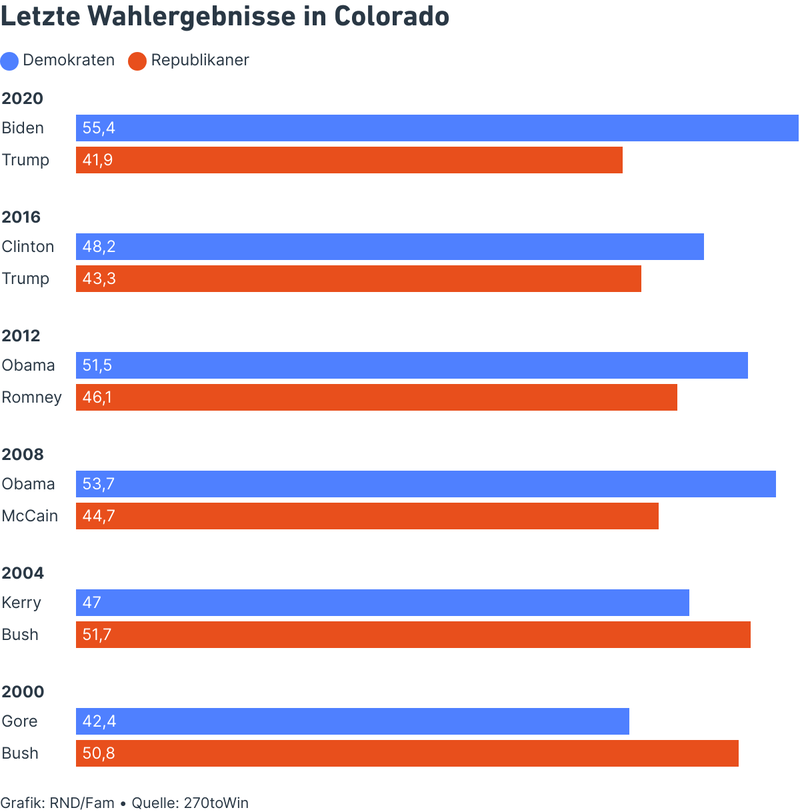 Letzte Wahlergebnisse in Colorado
Demokraten Republikaner
2020
Biden 55,4
Trump 41,9
2016
Clinton 48,2
Trump 43,3
2012
Obama 51,5
Romney 46,1
2008
Obama 53,7
McCain 44,7
2004
Kerry 47
Bush 51,7
2000
Gore 42,4
Bush 50,8
Grafik: RND/Fam • Quelle: 270toWin